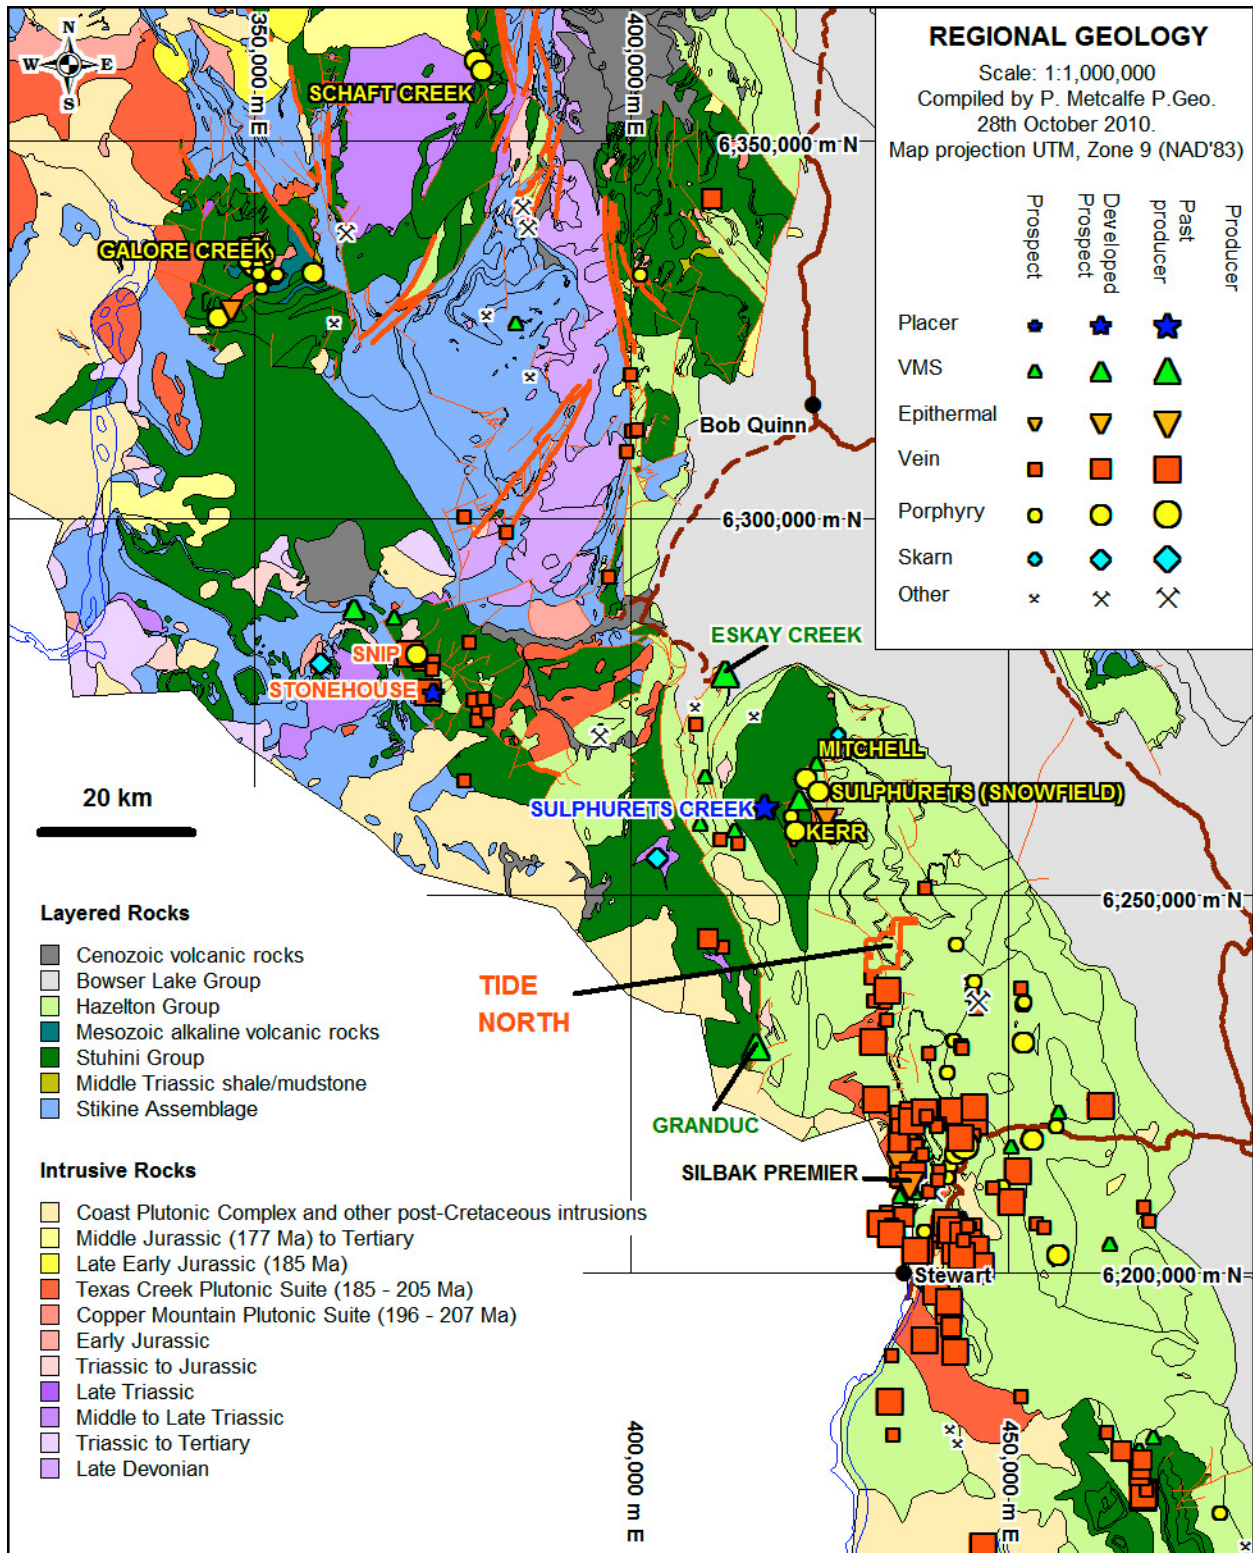 REGIONAL GEOLOGY
Scale: 1:1,000,000
Compiled by P. Metcalfe P.Geo.
28th October 2010.
Map projection UTM, Zone 9 (NAD'83)
Prospect
Developed
Prospect
Past
producer
Producer
Placer
VMS
Epithermal
Vein
Porphyry
Skarn
Other
N
W
E
S
350,000 m E
400,000 m E
SCHAFT CREEK
6,350,000 m N
GALORE CREEK
Bob Quinn
6,300,000 m N
ESKAY CREEK
SNIP
STONEHOUSE
MITCHELL
20 km
SULPHURETS CREEK
SULPHURETS (SNOWFIELD)
KERR
6,250,000 m N
TIDE
NORTH
GRANDUC
SILBAK PREMIER
Stewart
6,200,000 m N
400,000 m E
450,000 m E
Layered Rocks
Cenozoic volcanic rocks
Bowser Lake Group
Hazelton Group
Mesozoic alkaline volcanic rocks
Stuhini Group
Middle Triassic shale/mudstone
Stikine Assemblage
Intrusive Rocks
Coast Plutonic Complex and other post-Cretaceous intrusions
Middle Jurassic (177 Ma) to Tertiary
Late Early Jurassic (185 Ma)
Texas Creek Plutonic Suite (185 - 205 Ma)
Copper Mountain Plutonic Suite (196 - 207 Ma)
Early Jurassic
Triassic to Jurassic
Late Triassic
Middle to Late Triassic
Triassic to Tertiary
Late Devonian